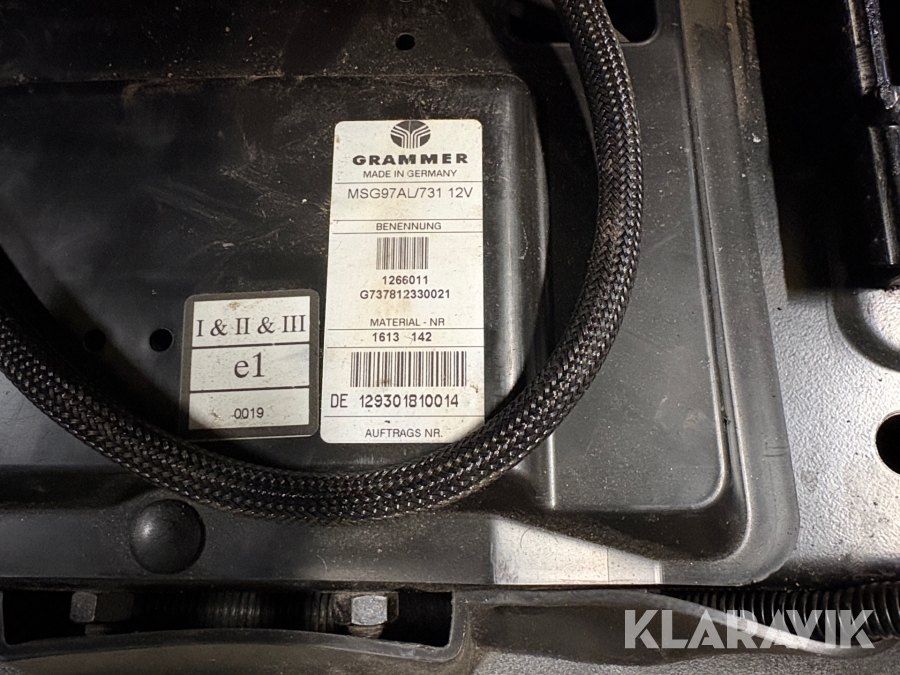 GRAMMER
MADE IN GERMANY
MSG97AL/731 12V
BENENNUNG
1266011
G737812330021
MATERIAL - NR
1613 142
DE 129301810014
AUFTRAGS NR.
I & II & III
e1
0019
KLARAVIK